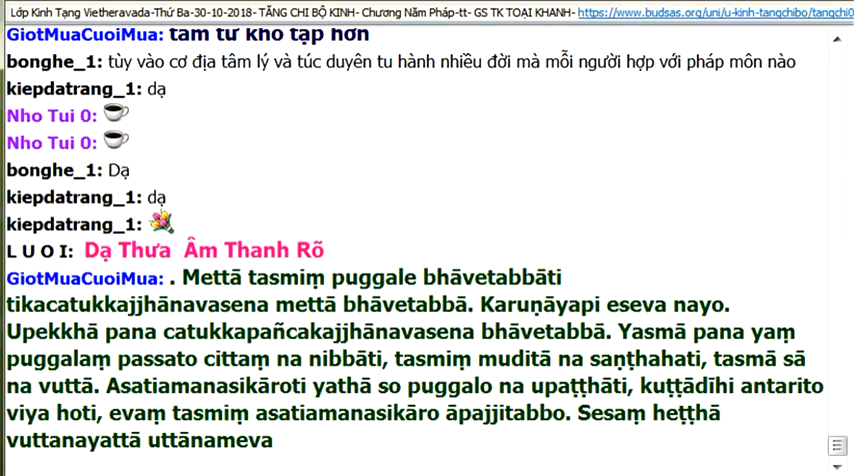 Lớp Kinh Tạng Vietheravada-Thứ Ba-30-10-2018- TĂNG CHI BỘ KINH- Chương Năm Pháp-tt- GS TK TOẠI KHANH- https://www.budsas.org/uni/u-kinh-tangchibo/tangchi0
GiotMuaCuoiMua: tầm tứ khó tập hơn
bonghe_1: tùy vào cơ địa tâm lý và túc duyên tu hành nhiều đời mà mỗi người hợp với pháp môn nào
kiepdatrang_1: dạ
Nho Tui 0:
Nho Tui 0:
bonghe_1: Dạ
kiepdatrang_1: dạ
kiepdatrang_1:
L U O I: Dạ Thưa Âm Thanh Rõ
GiotMuaCuoiMua: . Mettā tasmiṃ puggale bhāvetabbāti
tikacatukkajjhānavasena mettā bhāvetabbā. Karuṇāyapi eseva nayo.
Upekkhā pana catukkapañcakajjhānavasena bhāvetabbā. Yasmā pana yaṃ
puggalaṃ passato cittaṃ na nibbāti, tasmiṃ muditā na saṇṭhahati, tasmā sā
na vuttā. Asatiamanasikāroti yathā so puggalo na upaṭṭhāti, kuṭṭādīhi antarito
viya hoti, evaṃ tasmiṃ asatiamanasikāro āpajjitabbo. Sesaṃ heṭṭhā
vuttanayattā uttānameva